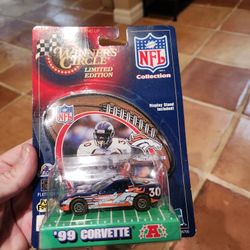 WINNER'S
CIRCLE
LIMITED
EDITION
NFL
Collection
Display Stand
Included!
NFL
30
'99 CORVETTE